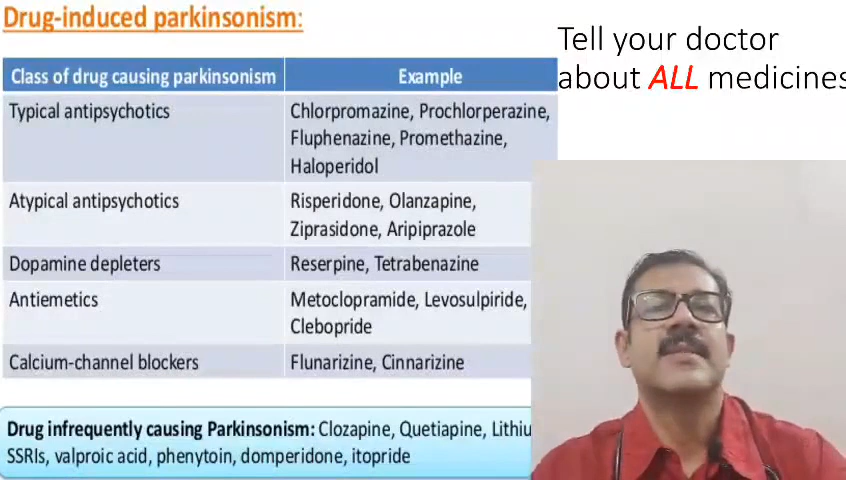 Drug-induced parkinsonism:
Tell your doctor
about ALL medicines
Class of drug causing parkinsonism Example
Typical antipsychotics Chlorpromazine, Prochlorperazine,
Fluphenazine, Promethazine,
Haloperidol
Atypical antipsychotics Risperidone, Olanzapine,
Ziprasidone, Aripiprazole
Dopamine depleters Reserpine, Tetrabenazine
Antiemetics Metoclopramide, Levosulpiride,
Clebopride
Calcium-channel blockers Flunarizine, Cinnarizine
Drug infrequently causing Parkinsonism: Clozapine, Quetiapine, Lithiu
SSRIs, valproic acid, phenytoin, domperidone, itopride